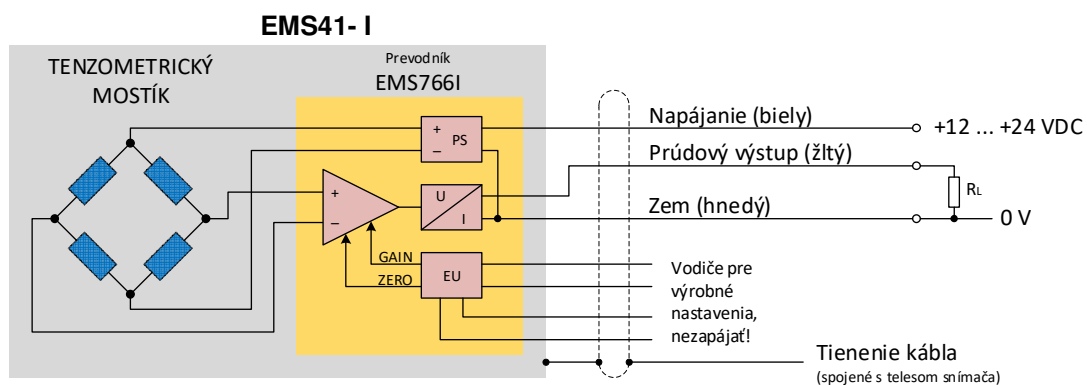 EMS41- I
TENZOMETRICKÝ
MOSTÍK
Prevodník
EMS766I
+
−
PS
+
−
U
I
GAIN
ZERO
EU
Napájanie (biely)
+12 ... +24 VDC
Prúdový výstup (žltý)
RL
Zem (hnedý)
0 V
Vodiče pre
výrobné
nastavenia,
nezapájať!
Tienenie kábla
(spojené s telesom snímača)